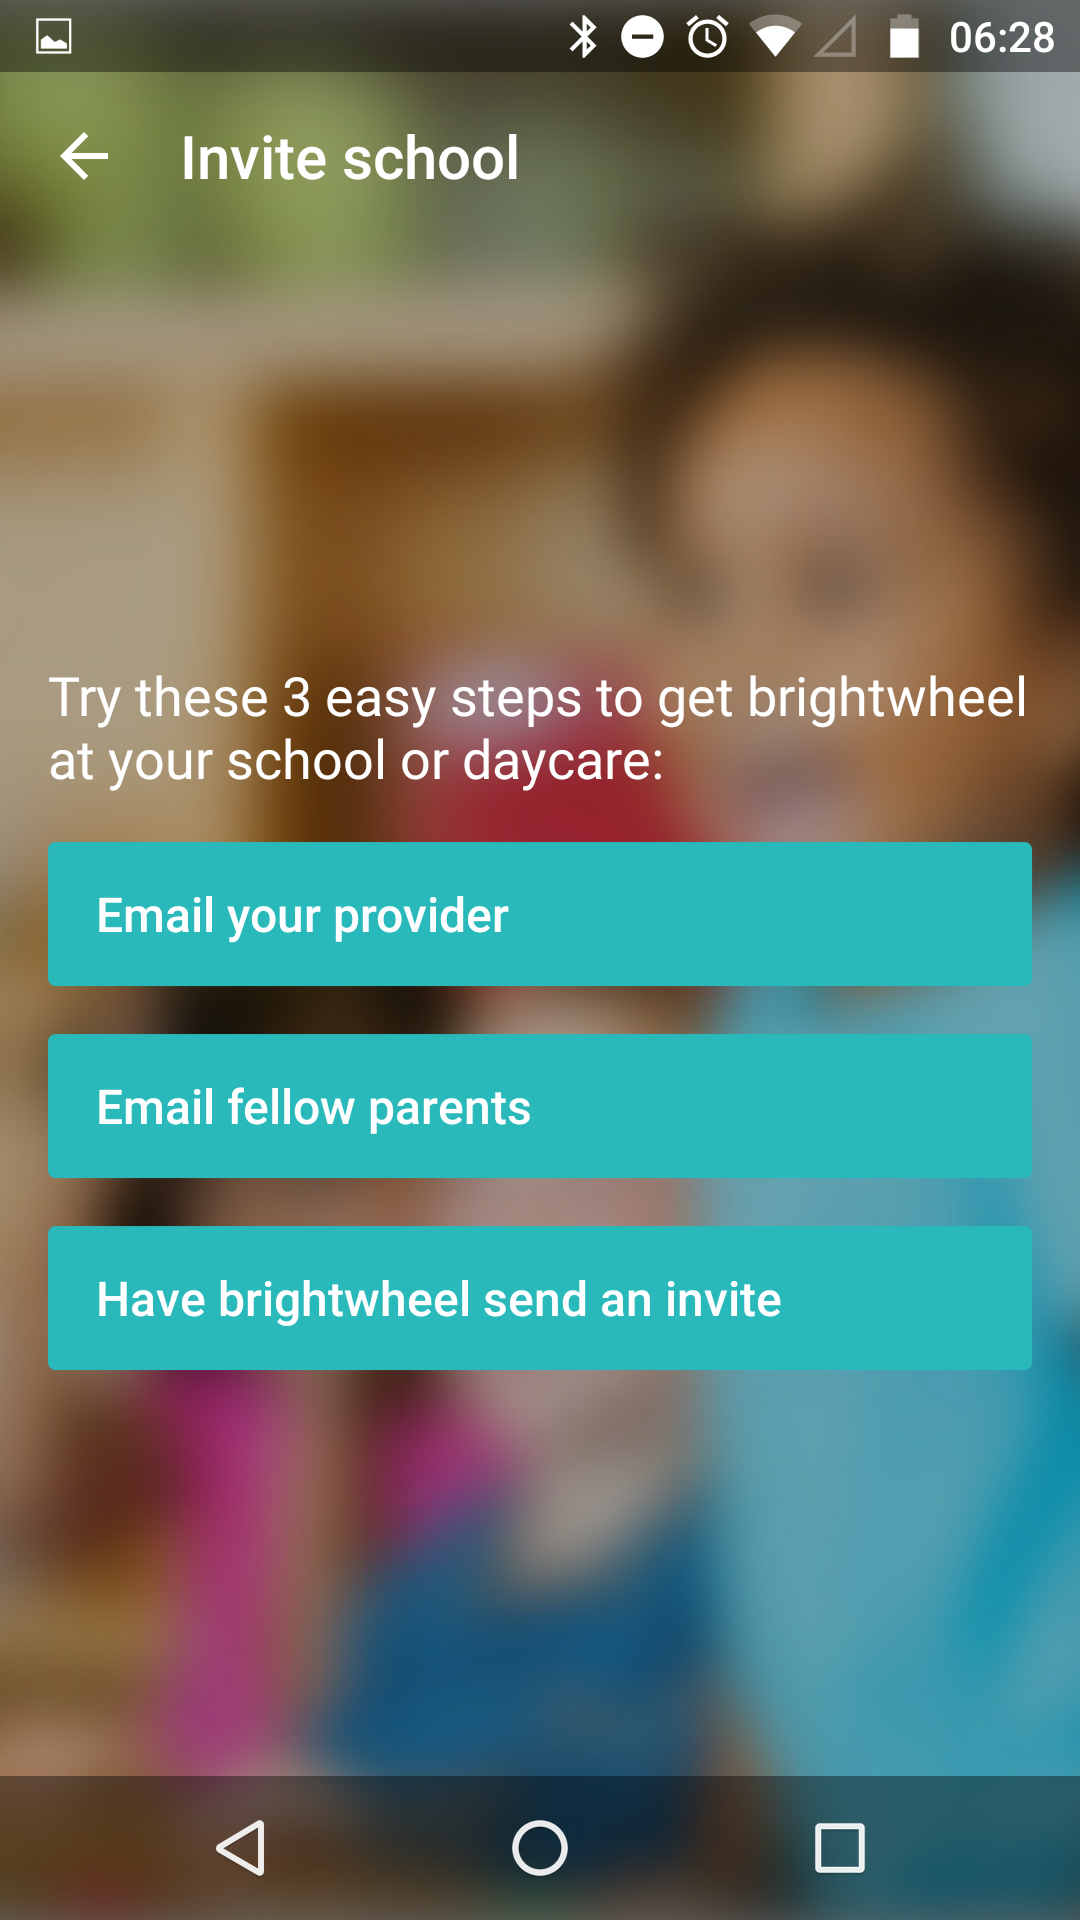 06:28
Invite school
Try these 3 easy steps to get brightwheel
at your school or daycare:
Email your provider
Email fellow parents
Have brightwheel send an invite